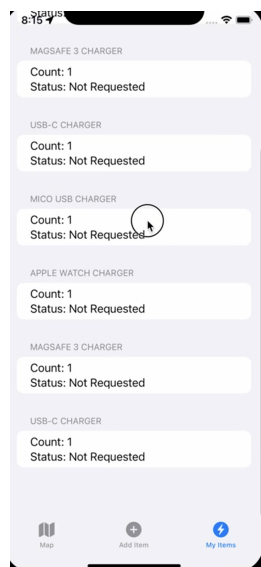 Status:
8:15
MAGSAFE 3 CHARGER
Count: 1
Status: Not Requested
USB-C CHARGER
Count: 1
Status: Not Requested
MICO USB CHARGER
Count: 1
Status: Not Requested
APPLE WATCH CHARGER
Count: 1
Status: Not Requested
MAGSAFE 3 CHARGER
Count: 1
Status: Not Requested
USB-C CHARGER
Count: 1
Status: Not Requested
Map Add Item My Items